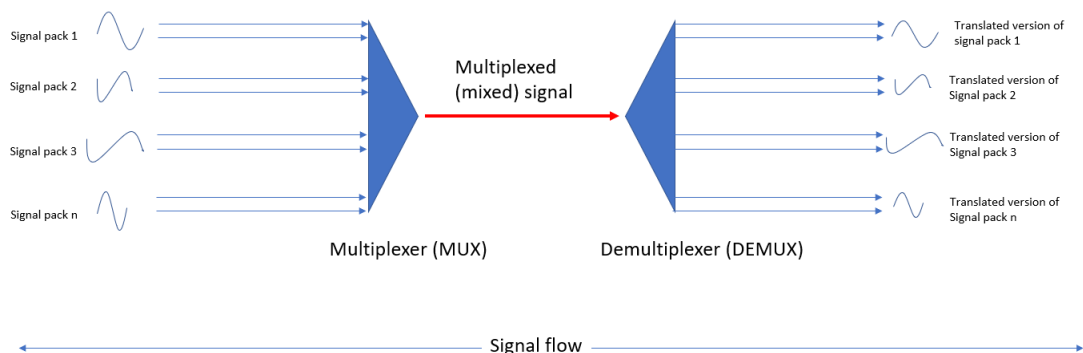 Signal pack 1
Signal pack 2
Signal pack 3
Signal pack n
Multiplexed
(mixed) signal
Translated version of
signal pack 1
Translated version of
Signal pack 2
Translated version of
Signal pack 3
Translated version of
Signal pack n
Multiplexer (MUX)
Demultiplexer (DEMUX)
Signal flow